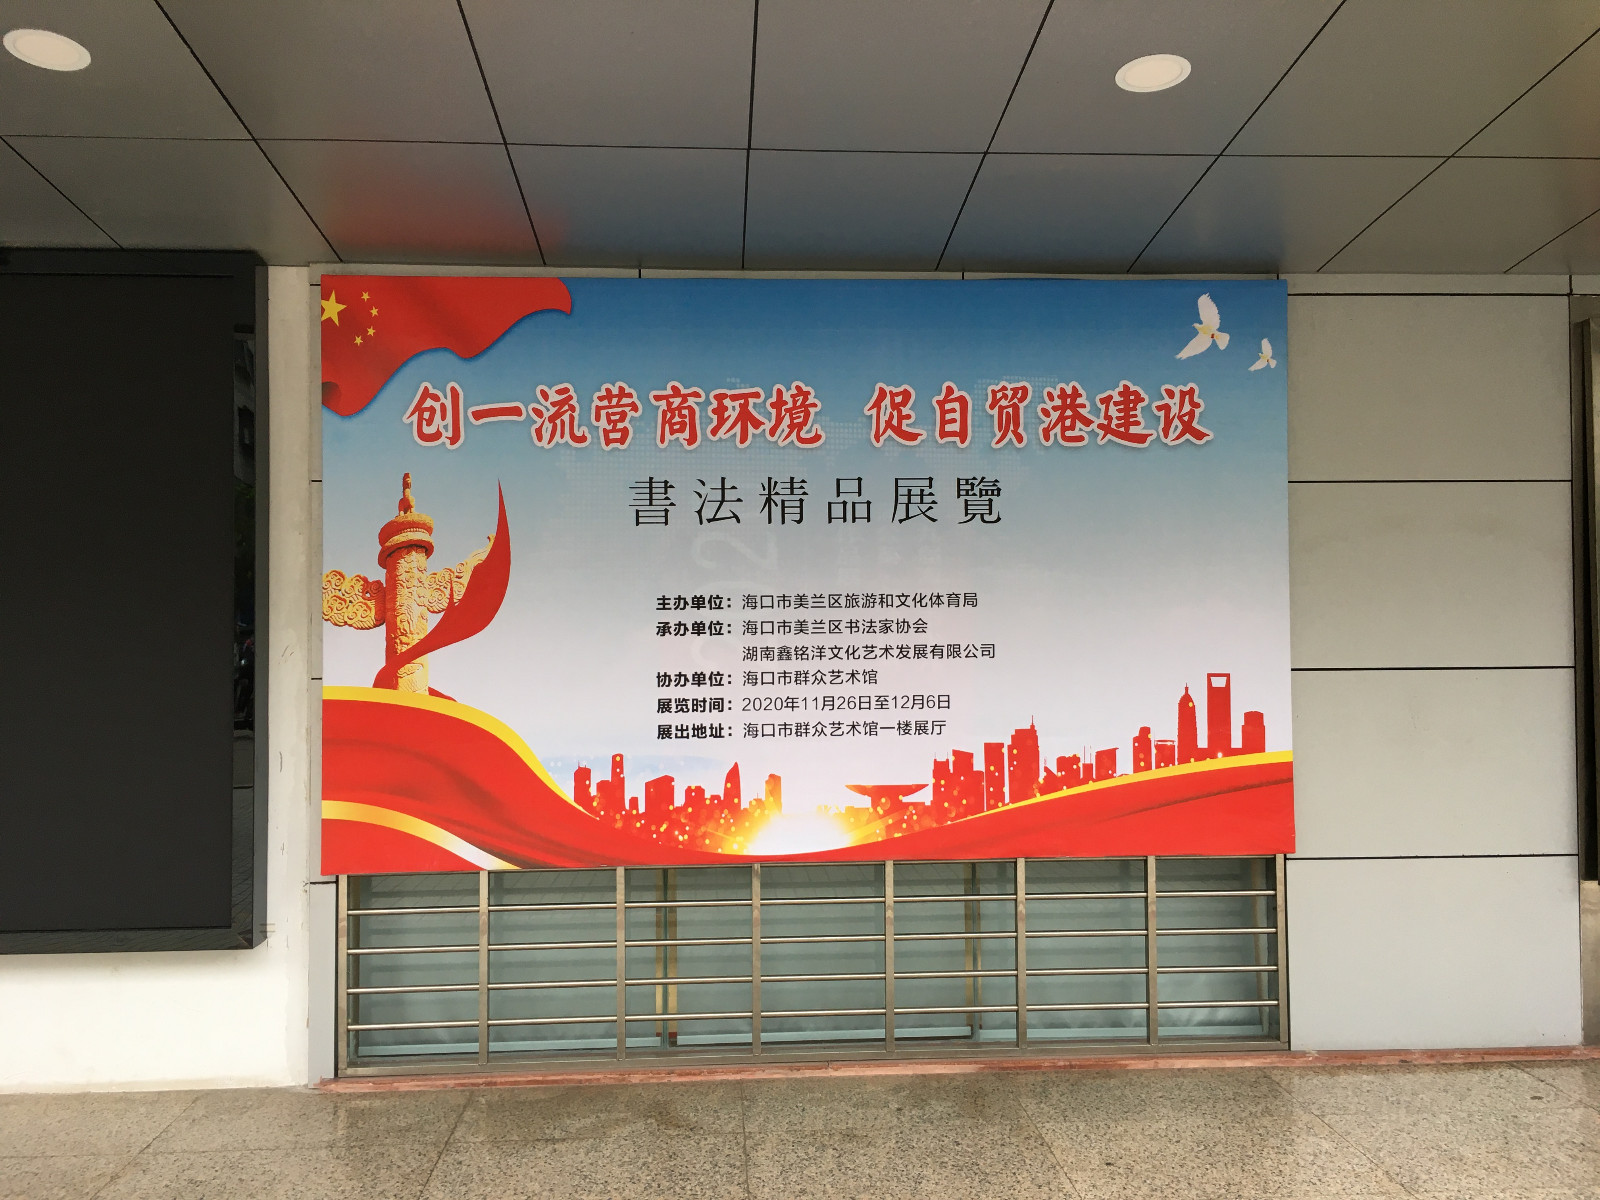 创一流营商环境 促自贸港建设
書法精品展覽
主办单位：海口市美兰区旅游和文化体育局
承办单位：海口市美兰区书法家协会
湖南鑫铭洋文化艺术发展有限公司
协办单位：海口市群众艺术馆
展览时间：2020年11月26日至12月6日
展出地址：海口市群众艺术馆一楼展厅